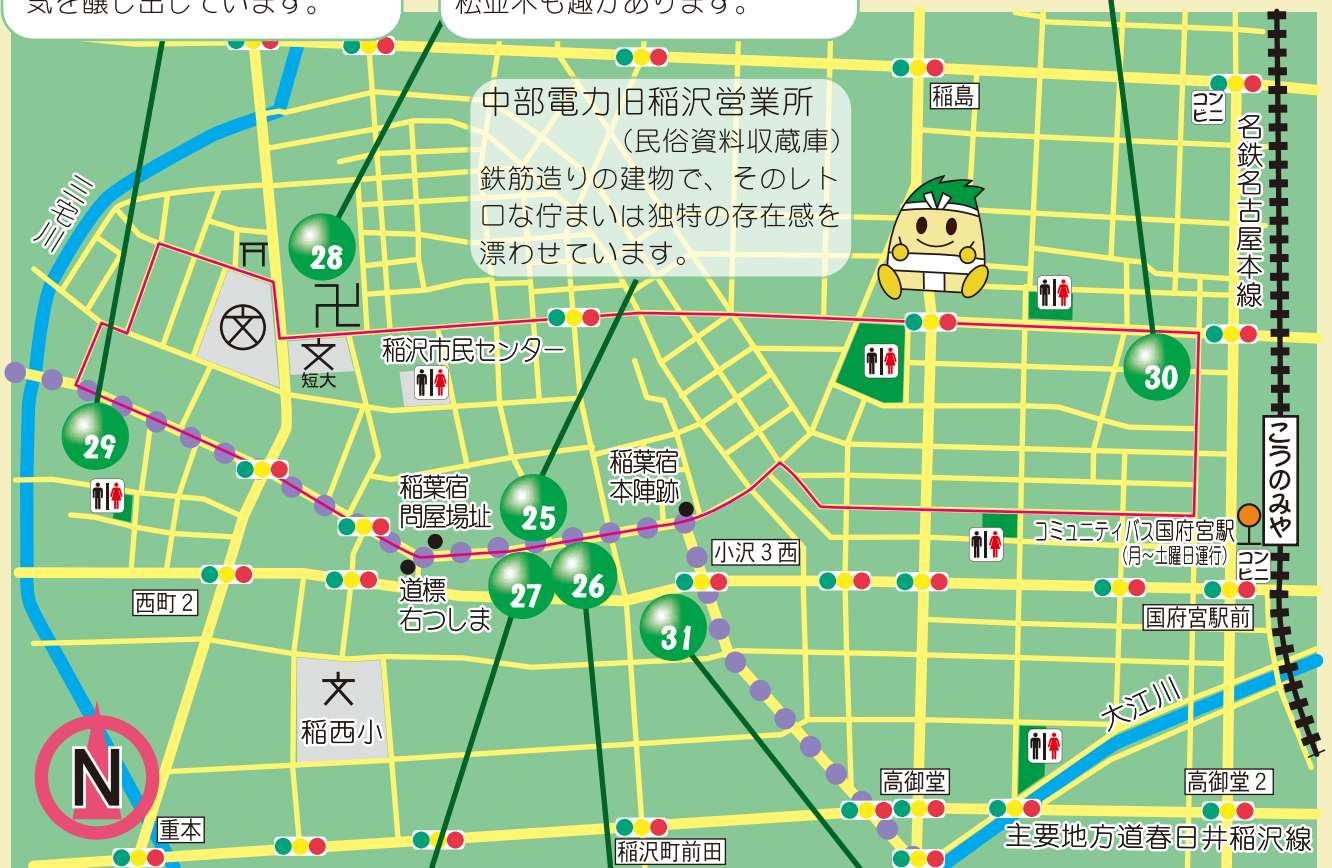 気を醸し出しています。
松並木も趣があります。
中部電力旧稲沢営業所
（民俗資料収蔵庫）
鉄筋造りの建物で、そのレト
ロな佇まいは独特の存在感を
漂わせています。
稲島
コン
ビニ
名鉄名古屋本線
三宅川
28
卍
文
文
短大
稲沢市民センター
30
29
稲葉宿
問屋場址
25
稲葉宿
本陣跡
こうのみや
コミュニティバス国府宮駅
（月～土曜日運行）
コン
ビニ
小沢３西
27
26
西町２
道標
右つしま
国府宮駅前
31
文
稲西小
大江川
N
高御堂
高御堂２
重本
稲沢町前田
主要地方道春日井稲沢線